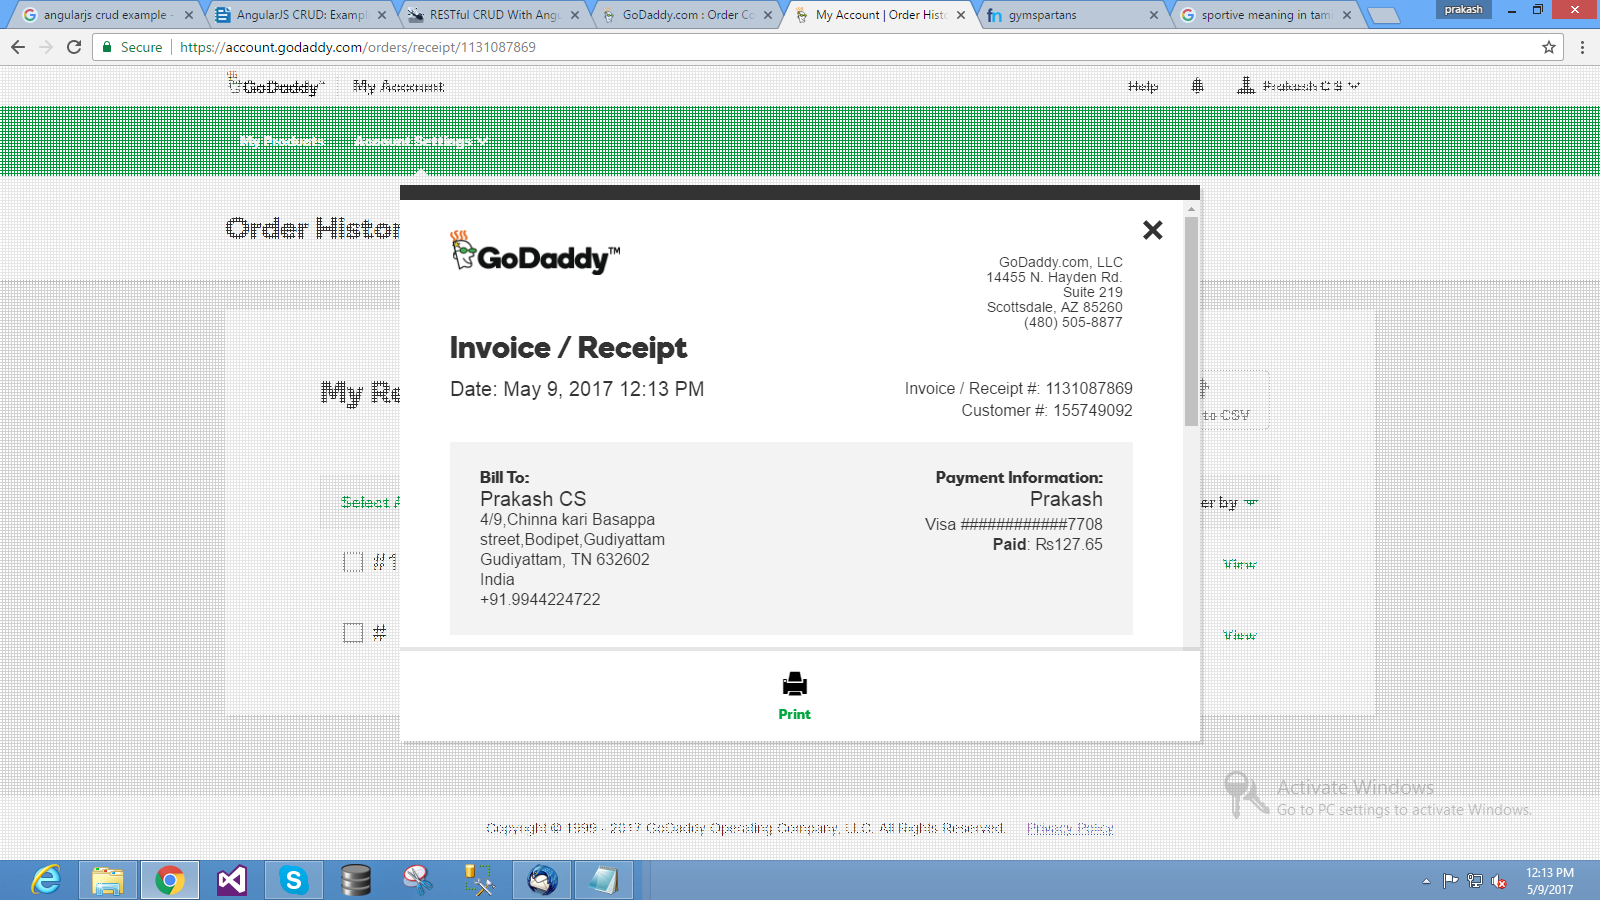 angularjs crud example -
AngularJS CRUD: Exampl
RESTful CRUD With Angu
GoDaddy.com : Order Co
My Account | Order Histo
gymspartans
sportive meaning in tami
prakash
Secure
https://account.godaddy.com/orders/receipt/1131087869
GoDaddy™
My Account
Help
Prakash C S
My Products
Account Settings
Order Histor
GoDaddy™
GoDaddy.com, LLC
14455 N. Hayden Rd.
Suite 219
Scottsdale, AZ 85260
(480) 505-8877
Invoice / Receipt
Date: May 9, 2017 12:13 PM
Invoice / Receipt #: 1131087869
Customer #: 155749092
My Re
to CSV
Bill To:
Prakash CS
4/9,Chinna kari Basappa
street,Bodipet,Gudiyattam
Gudiyattam, TN 632602
India
+91.9944224722
Payment Information:
Prakash
Visa ############7708
Paid: Rs127.65
Select A
er by
#1
View
#
View
Print
Activate Windows
Go to PC settings to activate Windows.
Copyright © 1999 - 2017 GoDaddy Operating Company, LLC. All Rights Reserved.
Privacy Policy
12:13 PM
5/9/2017